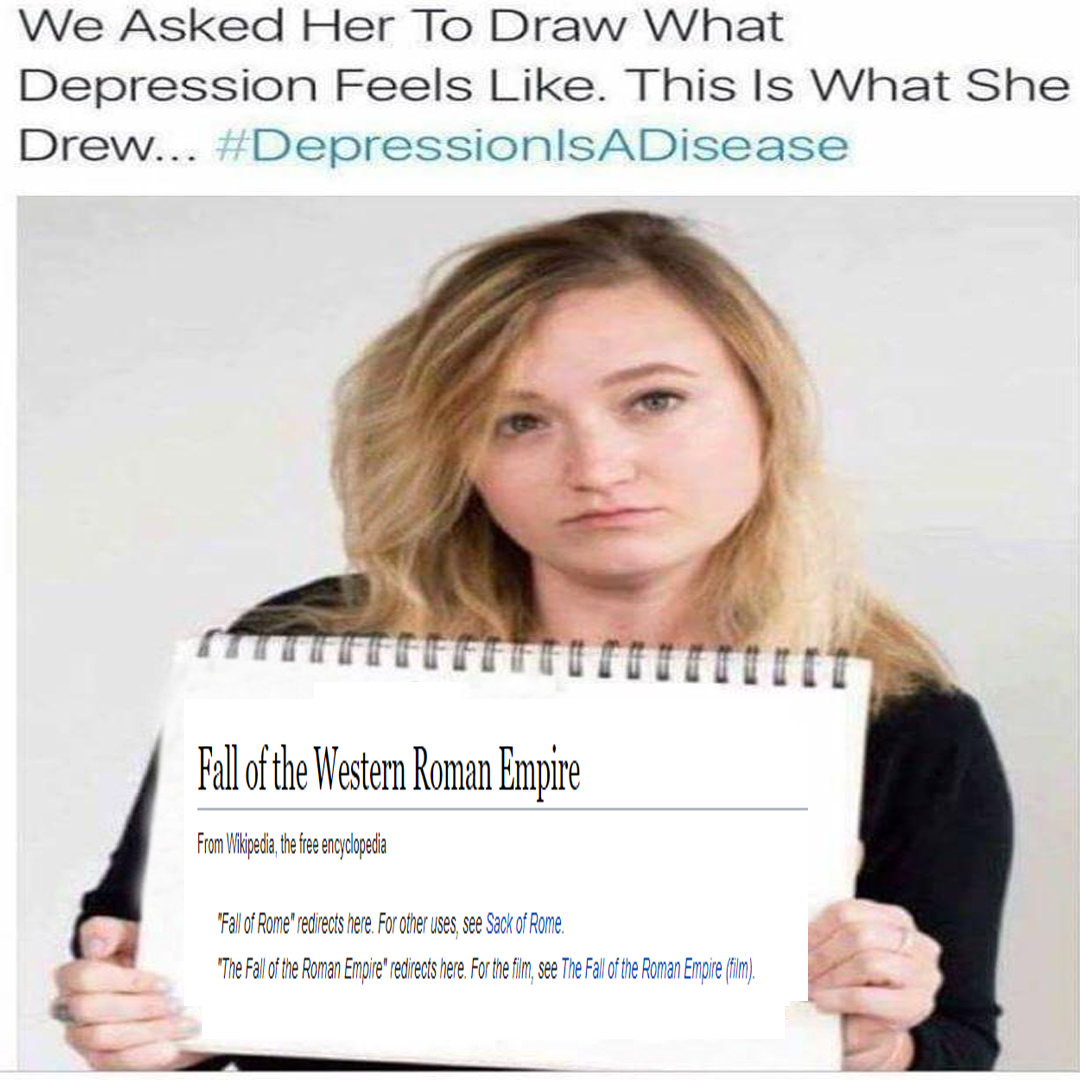 We Asked Her To Draw What
Depression Feels Like. This Is What She
Drew... #DepressionIsADisease
Fall of the Western Roman Empire
From Wikipedia, the free encyclopedia
"Fall of Rome" redirects here. For other uses, see Sack of Rome.
"The Fall of the Roman Empire" redirects here. For the film, see The Fall of the Roman Empire (film).